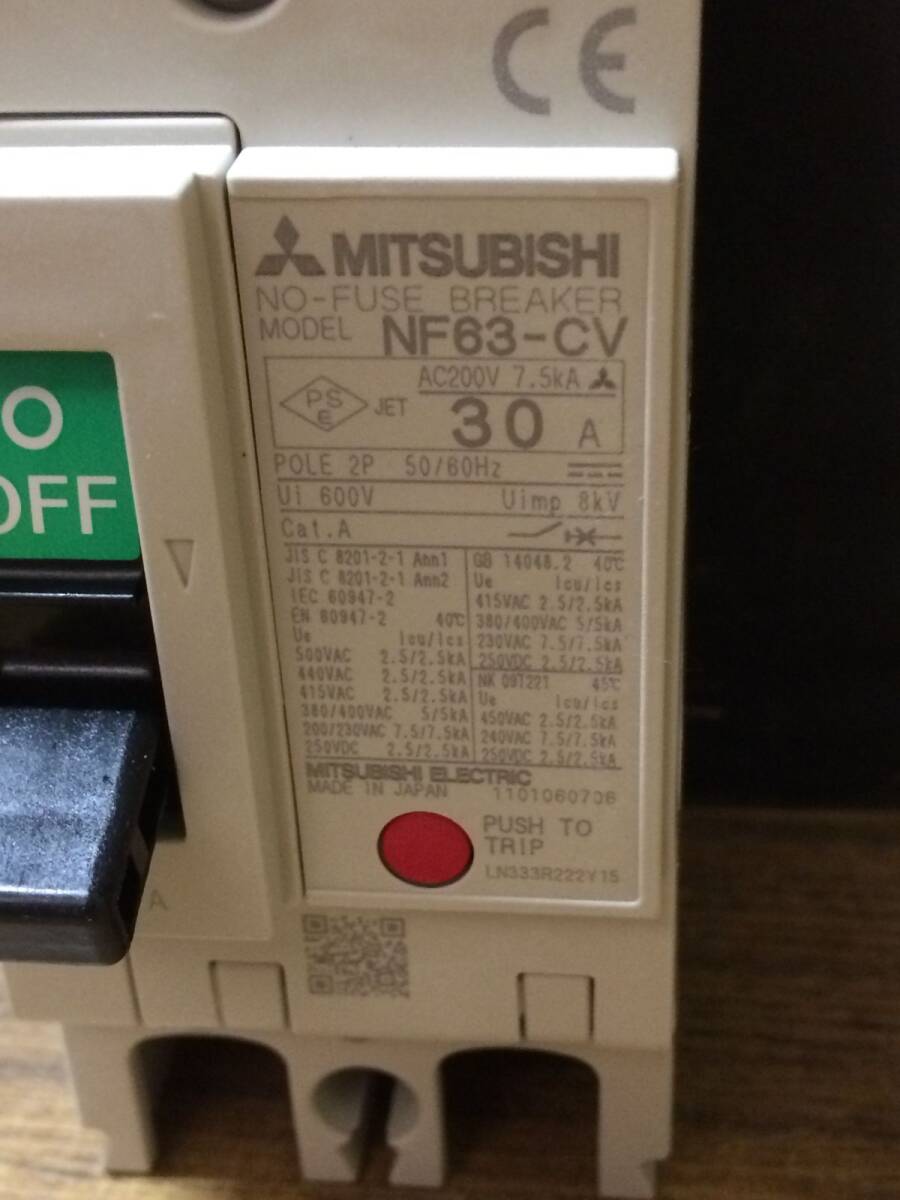 CE
MITSUBISHI
NO-FUSE BREAKER
MODEL NF63-CV
AC200V 7.5kA
PS E JET 30 A
POLE 2P 50/60Hz
Ui 600V Uimp 8kV
Cat.A
JIS C 8201-2-1 Ann1
JIS C 8201-2-1 Ann2
IEC 60947-2
EN 60947-2 40℃
Ue Icu/Ics
500VAC 2.5/2.5kA
440VAC 2.5/2.5kA
415VAC 2.5/2.5kA
380/400VAC 5/5kA
200/230VAC 7.5/7.5kA
250VDC 2.5/2.5kA
GB 14048.2 40℃
Ue Icu/Ics
415VAC 2.5/2.5kA
380/400VAC 5/5kA
230VAC 7.5/7.5kA
250VDC 2.5/2.5kA
NK 09T221 45℃
Ue Icu/Ics
450VAC 2.5/2.5kA
240VAC 7.5/7.5kA
250VDC 2.5/2.5kA
MITSUBISHI ELECTRIC
MADE IN JAPAN 110106070B
PUSH TO
TRIP
LN333R222Y15
O
OFF
A